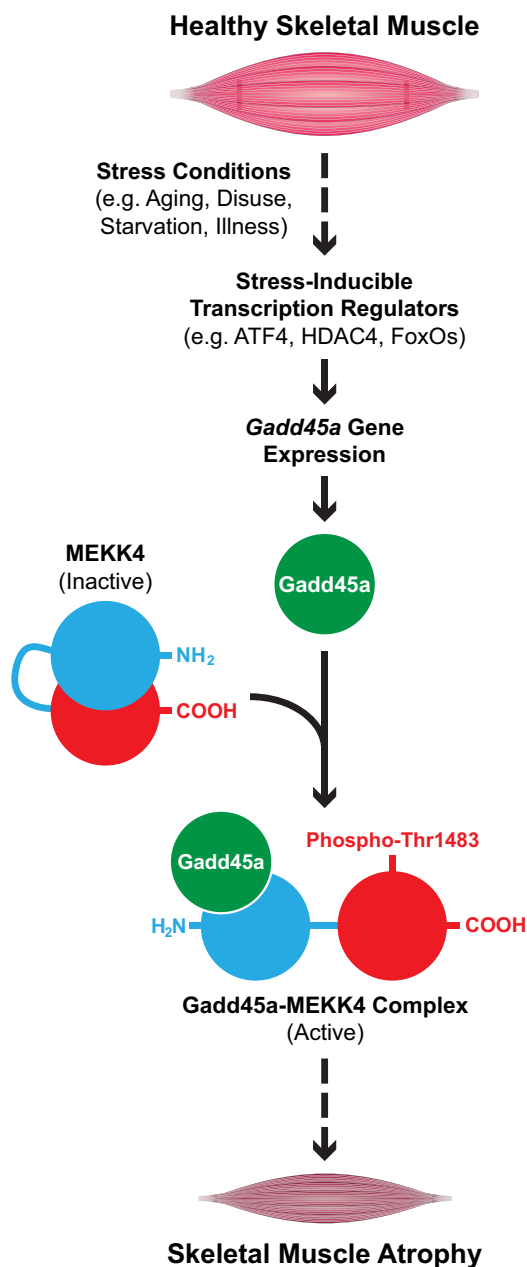 Healthy Skeletal Muscle
Stress Conditions
(e.g. Aging, Disuse,
Starvation, Illness)
Stress-Inducible
Transcription Regulators
(e.g. ATF4, HDAC4, FoxOs)
Gadd45a Gene
Expression
MEKK4
(Inactive)
Gadd45a
NH2
COOH
Phospho-Thr1483
Gadd45a
H2N
COOH
Gadd45a-MEKK4 Complex
(Active)
Skeletal Muscle Atrophy